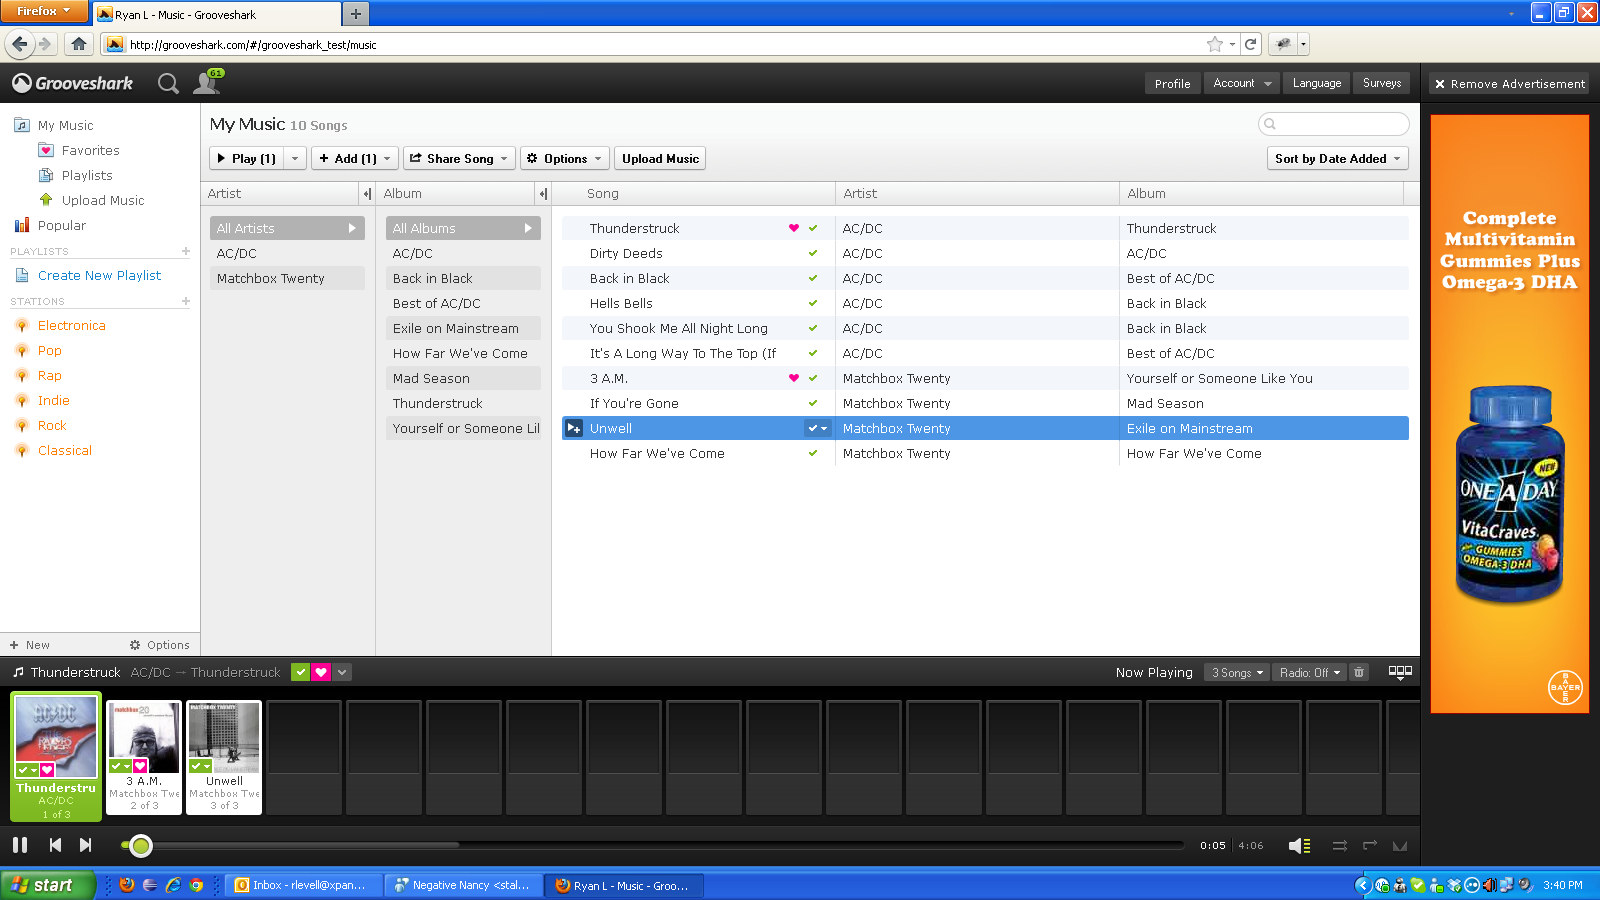 Firefox
Ryan L - Music - Grooveshark
http://grooveshark.com/#/grooveshark_test/music
Grooveshark
61
Profile
Account
Language
Surveys
Remove Advertisement
My Music
Favorites
Playlists
Upload Music
Popular
PLAYLISTS
Create New Playlist
STATIONS
Electronica
Pop
Rap
Indie
Rock
Classical
+ New
Options
My Music 10 Songs
Play (1)
+ Add (1)
Share Song
Options
Upload Music
Sort by Date Added
Artist
Album
Song
Artist
Album
All Artists
AC/DC
Matchbox Twenty
All Albums
AC/DC
Back in Black
Best of AC/DC
Exile on Mainstream
How Far We've Come
Mad Season
Thunderstruck
Yourself or Someone Lil
Thunderstruck AC/DC Thunderstruck
Dirty Deeds AC/DC AC/DC
Back in Black AC/DC Best of AC/DC
Hells Bells AC/DC Back in Black
You Shook Me All Night Long AC/DC Back in Black
It's A Long Way To The Top (If AC/DC Best of AC/DC
3 A.M. Matchbox Twenty Yourself or Someone Like You
If You're Gone Matchbox Twenty Mad Season
Unwell Matchbox Twenty Exile on Mainstream
How Far We've Come Matchbox Twenty How Far We've Come
Complete
Multivitamin
Gummies Plus
Omega-3 DHA
NEW
ONE A DAY
VitaCraves
plus GUMMIES
OMEGA-3 DHA
BAYER
BAYER
Thunderstruck AC/DC → Thunderstruck
Now Playing
3 Songs
Radio: Off
AC/DC
Thunderstru
AC/DC
1 of 3
matchbox 20
3 A.M.
Matchbox Twe
2 of 3
MATCHBOX TWENTY
Unwell
Matchbox Twe
3 of 3
0:05 | 4:06
start
Inbox - rlevell@xpan...
Negative Nancy <stal...
Ryan L - Music - Groo...
3:40 PM